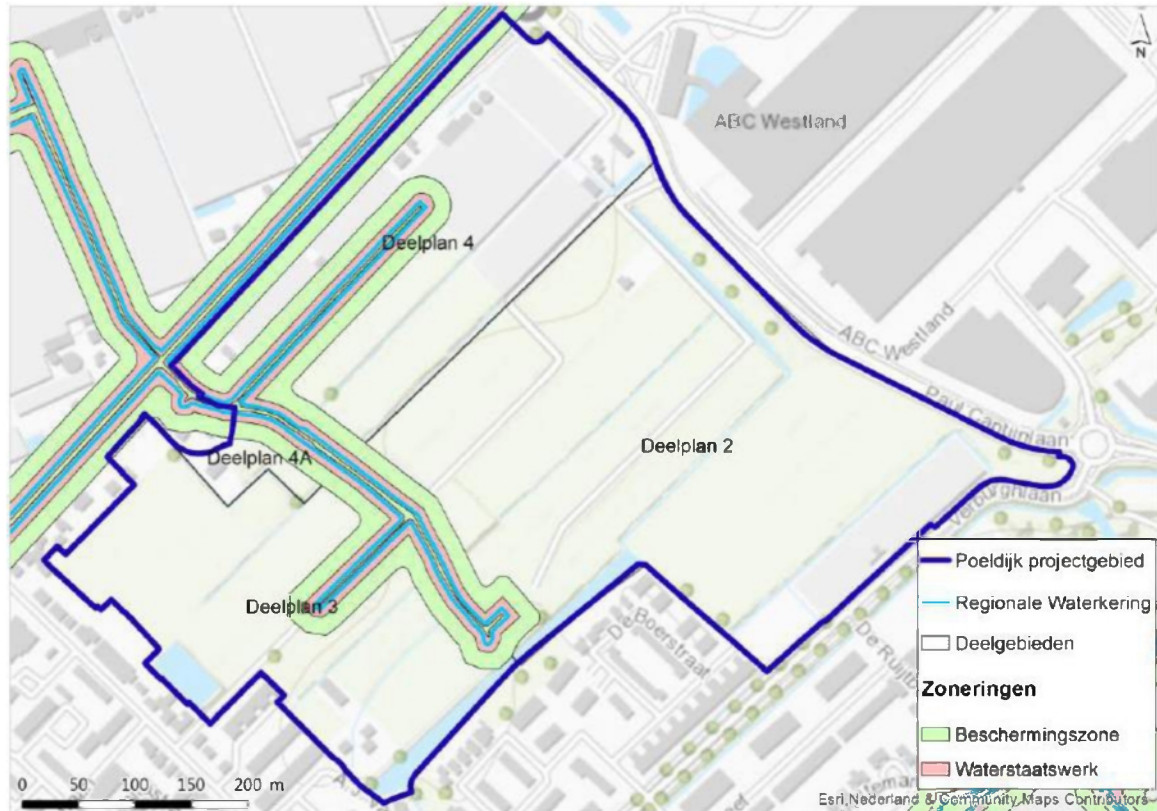 N
ABC Westland
Deelplan 4
ABC Westland
Paul Captijnlaan
Deelplan 2
Deelplan 4A
Verburghlaan
Deelplan 3
De Boerstraat
De Ruijt
Poeldijk projectgebied
Regionale Waterkering
Deelgebieden
Zoneringen
Beschermingszone
Waterstaatswerk
0 50 100 150 200 m
Esri Nederland & Community Maps Contributors